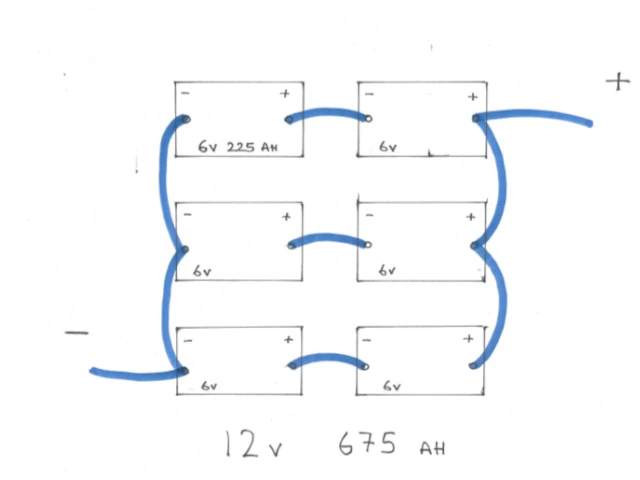 +
- + - +
6V 225 AH 6V
- + - +
6V 6V
-
- + - +
6V 6V
12V 675 AH